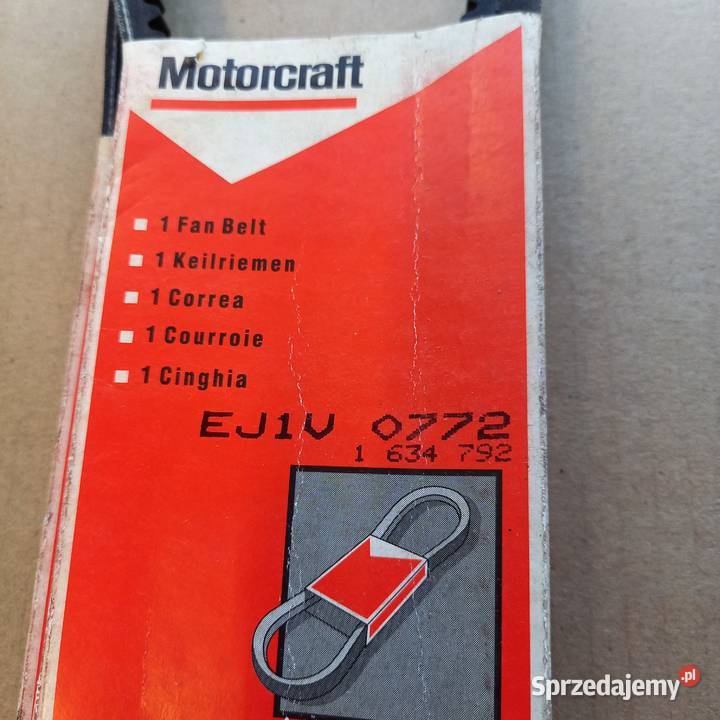 Motorcraft
1 Fan Belt
1 Keilriemen
1 Correa
1 Courroie
1 Cinghia
EJ1V 0772
1 634 792
Sprzedajemy.pl